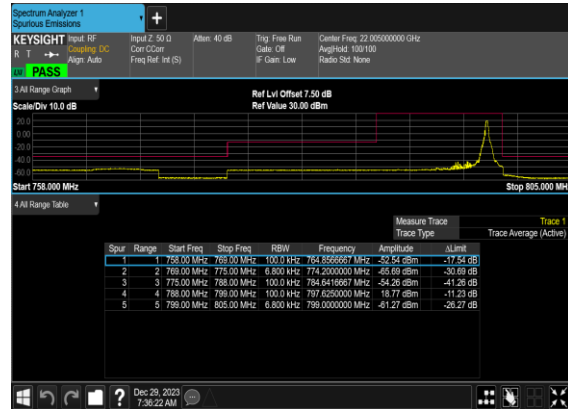 Spectrum Analyzer 1
Spurious Emissions
+
KEYSIGHT Input: RF Input Z: 50 Ω Atten: 40 dB Trig: Free Run Center Freq: 22.005000000 GHz
R T Coupling: DC Corr CCorr Gate: Off Avg|Hold: 100/100
Align: Auto Freq Ref: Int (S) IF Gain: Low Radio Std: None
PASS
3 All Range Graph Ref Lvl Offset 7.50 dB
Scale/Div 10.0 dB Ref Value 30.00 dBm
20.0
0.00
-20.0
-40.0
-60.0
Start 758.000 MHz Stop 805.000 MH
4 All Range Table
Measure Trace Trace 1
Trace Type Trace Average (Active)
Spur Range Start Freq Stop Freq RBW Frequency Amplitude ΔLimit
1 1 758.00 MHz 769.00 MHz 100.0 kHz 764.8566667 MHz -52.54 dBm -17.54 dB
2 2 769.00 MHz 775.00 MHz 6.800 kHz 774.2000000 MHz -65.69 dBm -30.69 dB
3 3 775.00 MHz 788.00 MHz 100.0 kHz 784.6416667 MHz -54.26 dBm -41.26 dB
4 4 788.00 MHz 799.00 MHz 100.0 kHz 797.6250000 MHz 18.77 dBm -11.23 dB
5 5 799.00 MHz 805.00 MHz 6.800 kHz 799.0000000 MHz -61.27 dBm -26.27 dB
? Dec 29, 2023
7:36:22 AM